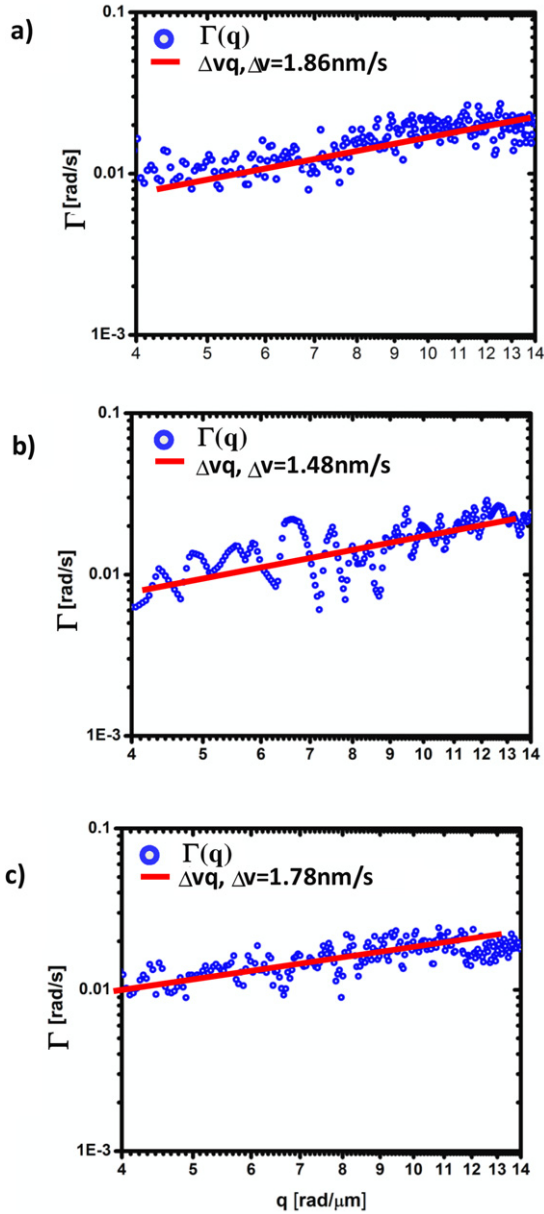 a)
0.1
Γ(q)
Δvq, Δv=1.86nm/s
0.01
Γ [rad/s]
1E-3
4 5 6 7 8 9 10 11 12 13 14
b)
0.1
Γ(q)
Δvq, Δv=1.48nm/s
0.01
Γ [rad/s]
1E-3
4 5 6 7 8 9 10 11 12 13 14
c)
0.1
Γ(q)
Δvq, Δv=1.78nm/s
0.01
Γ [rad/s]
1E-3
4 5 6 7 8 9 10 11 12 13 14
q [rad/μm]